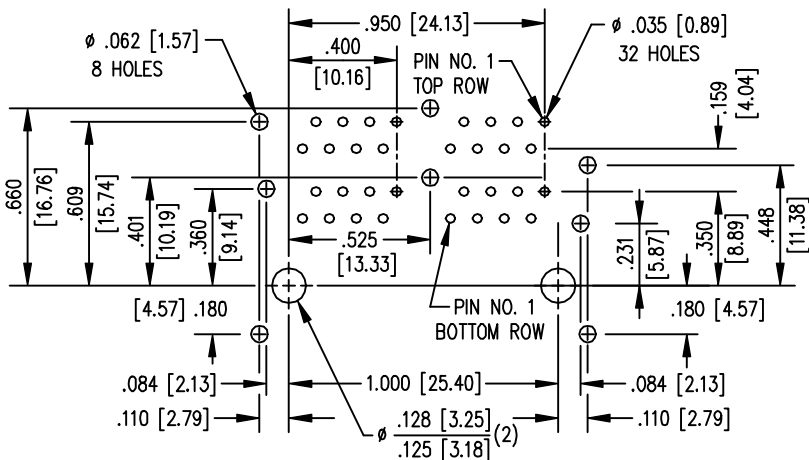 .950 [24.13]
ø .062 [1.57]
8 HOLES
.400
[10.16]
PIN NO. 1
TOP ROW
ø .035 [0.89]
32 HOLES
.159
[4.04]
.660
[16.76]
.609
[15.74]
.401
[10.19]
.360
[9.14]
.525
[13.33]
.231
[5.87]
.350
[8.89]
.448
[11.38]
[4.57] .180
PIN NO. 1
BOTTOM ROW
.180 [4.57]
.084 [2.13]
1.000 [25.40]
.084 [2.13]
.110 [2.79]
ø .128 [3.25]
.125 [3.18] (2)
.110 [2.79]